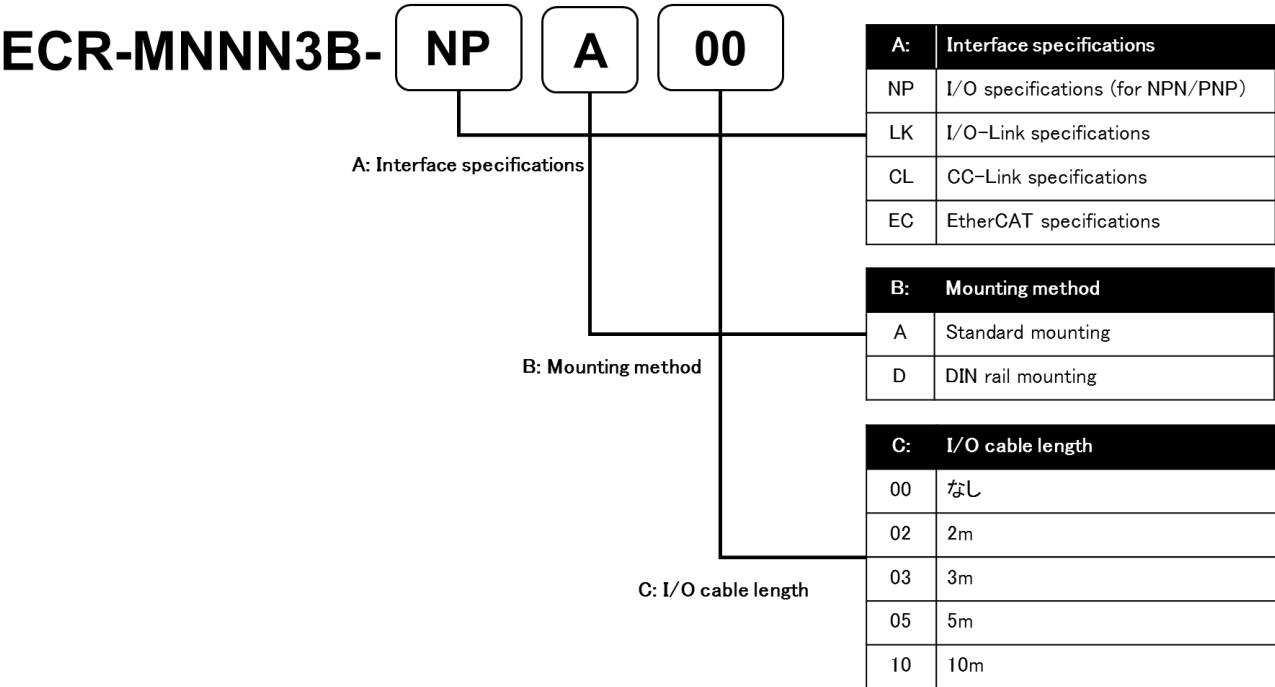 ECR-MNNN3B- NP A 00
A: Interface specifications
B: Mounting method
C: I/O cable length
A: Interface specifications
NP I/O specifications (for NPN/PNP)
LK I/O-Link specifications
CL CC-Link specifications
EC EtherCAT specifications
B: Mounting method
A Standard mounting
D DIN rail mounting
C: I/O cable length
00 なし
02 2m
03 3m
05 5m
10 10m